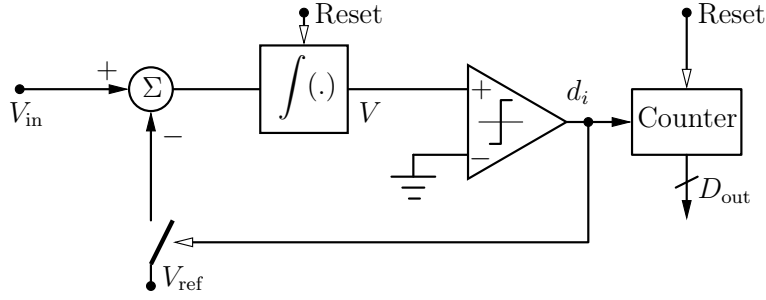 Reset
Reset
+
Σ
∫(.)
V_in
−
V
+
−
d_i
Counter
D_out
V_ref